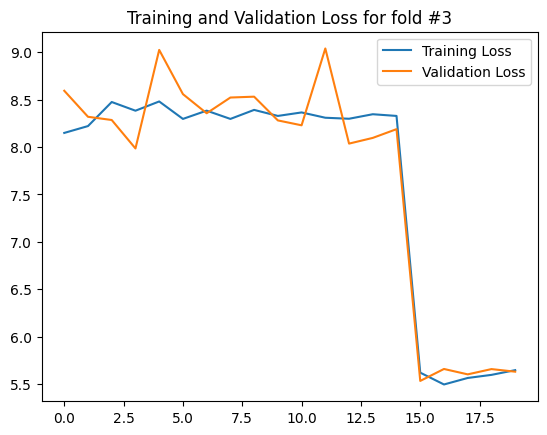 Training and Validation Loss for fold #3
Training Loss
Validation Loss
9.0
8.5
8.0
7.5
7.0
6.5
6.0
5.5
0.0 2.5 5.0 7.5 10.0 12.5 15.0 17.5